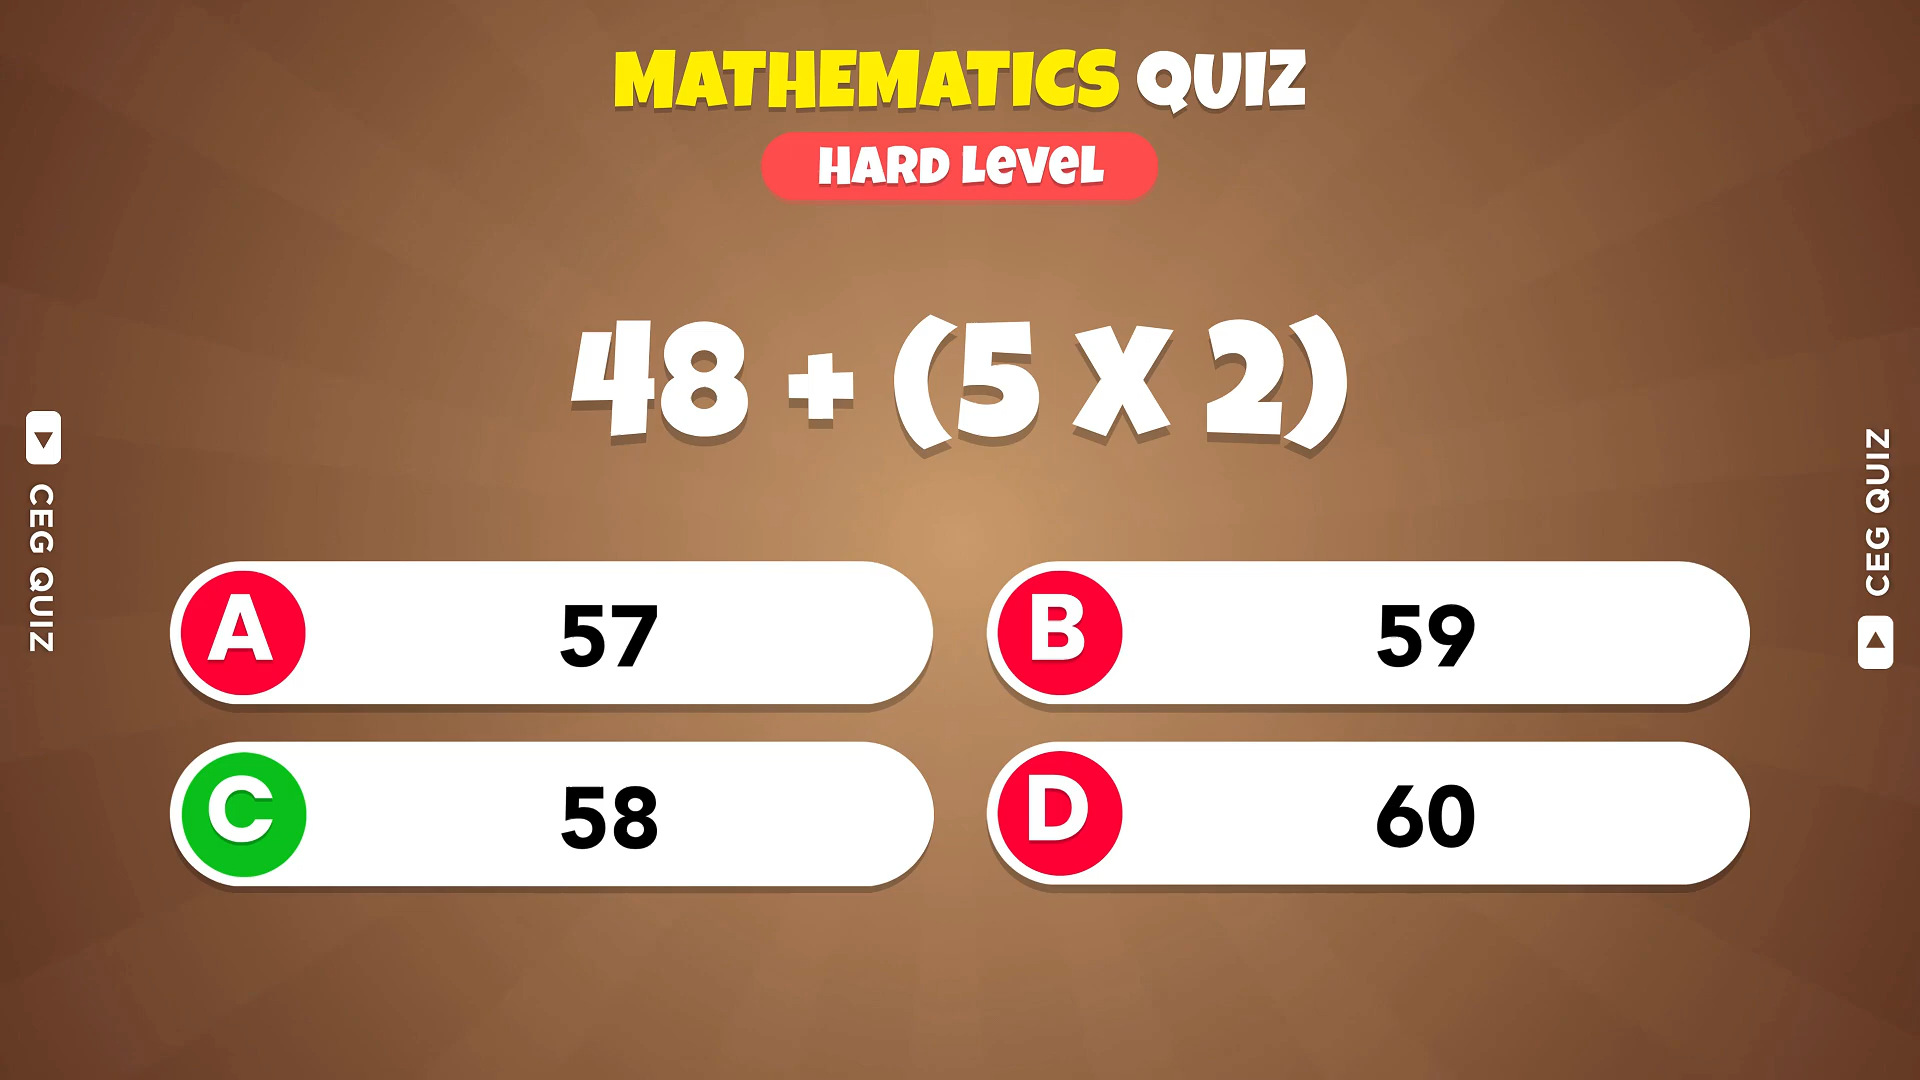 MATHEMATICS QUIZ
HARD LEVEL
48 + (5 X 2)
CEG QUIZ
CEG QUIZ
A 57
B 59
C 58
D 60